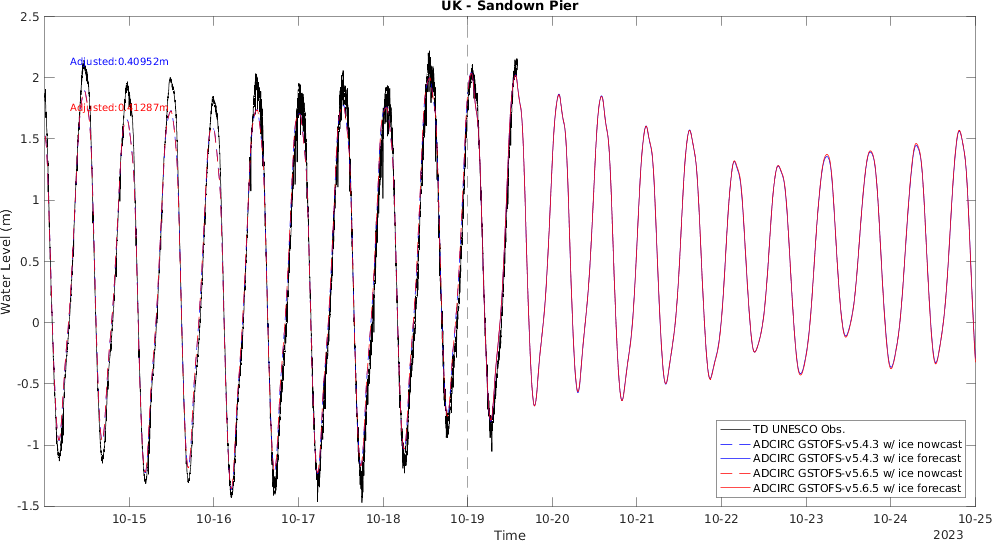 UK - Sandown Pier
2.5
2
1.5
1
0.5
0
-0.5
-1
-1.5
Water Level (m)
Adjusted:0.40952m
Adjusted:0.41287m
TD UNESCO Obs.
ADCIRC GSTOFS-v5.4.3 w/ ice nowcast
ADCIRC GSTOFS-v5.4.3 w/ ice forecast
ADCIRC GSTOFS-v5.6.5 w/ ice nowcast
ADCIRC GSTOFS-v5.6.5 w/ ice forecast
10-15 10-16 10-17 10-18 10-19 10-20 10-21 10-22 10-23 10-24 10-25
Time
2023